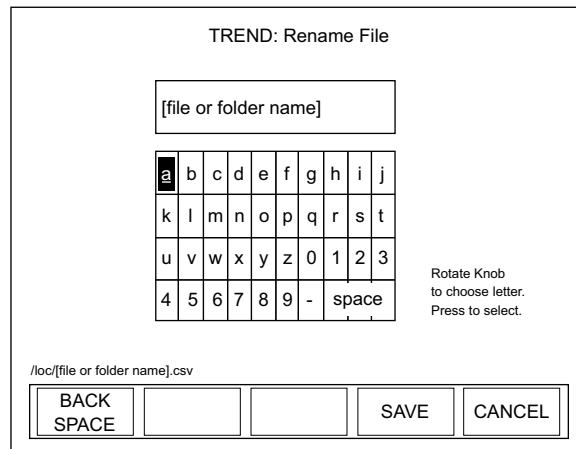 TREND: Rename File
[file or folder name]
a b c d e f g h i j
k l m n o p q r s t
u v w x y z 0 1 2 3
4 5 6 7 8 9 - space
Rotate Knob
to choose letter.
Press to select.
/loc/[file or folder name].csv
BACK
SPACE
SAVE
CANCEL